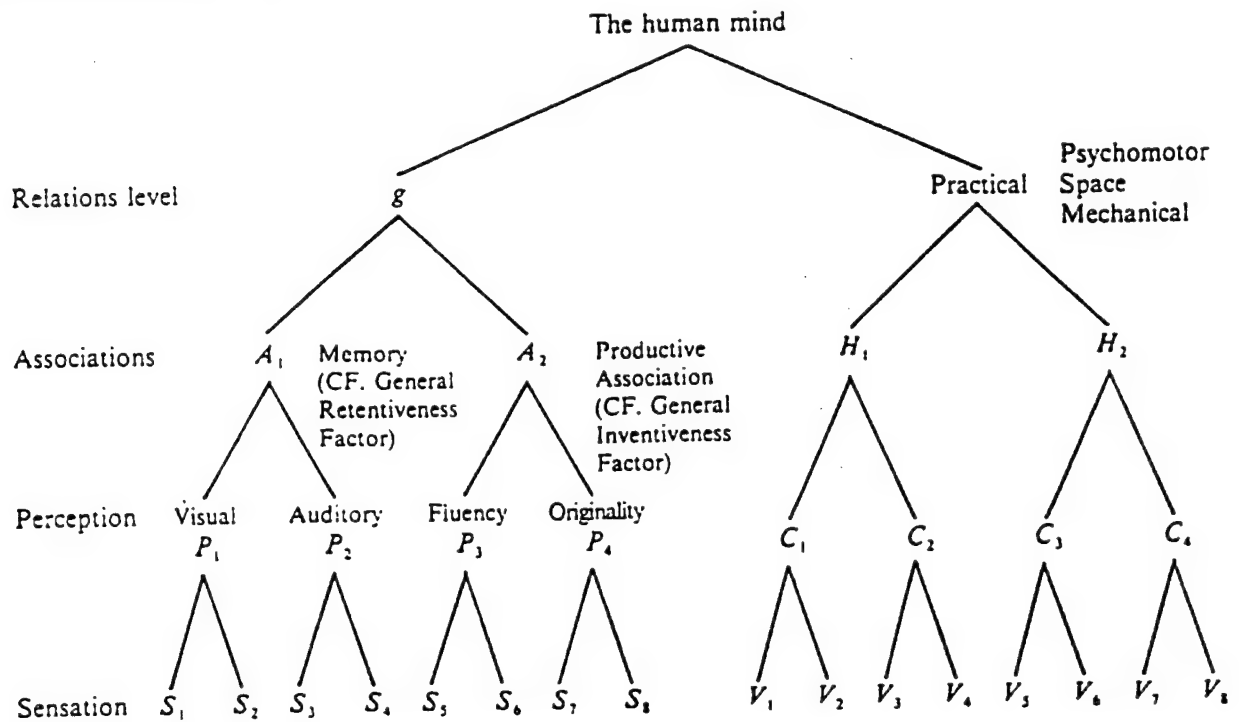 The human mind
Relations level g Practical Psychomotor
Space
Mechanical
Associations A₁ Memory
(CF. General
Retentiveness
Factor) A₂ Productive
Association
(CF. General
Inventiveness
Factor) H₁ H₂
Perception Visual Auditory Fluency Originality
P₁ P₂ P₃ P₄ C₁ C₂ C₃ C₄
Sensation S₁ S₂ S₃ S₄ S₅ S₆ S₇ S₈ V₁ V₂ V₃ V₄ V₅ V₆ V₇ V₈